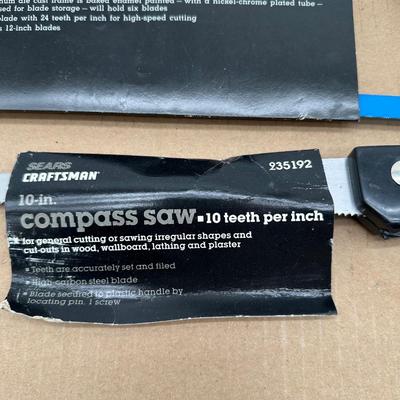 num die cast frame is baked enamel painted — with a nickel-chrome plated tube —
sed for blade storage — will hold six blades
blade with 24 teeth per inch for high-speed cutting
s 12-inch blades
SEARS
CRAFTSMAN
235192
10-in.
compass saw ▪ 10 teeth per inch
for general cutting or sawing irregular shapes and
cut-outs in wood, wallboard, lathing and plaster
• Teeth are accurately set and filed
• High-carbon steel blade
• Blade secured to plastic handle by
locating pin, 1 screw